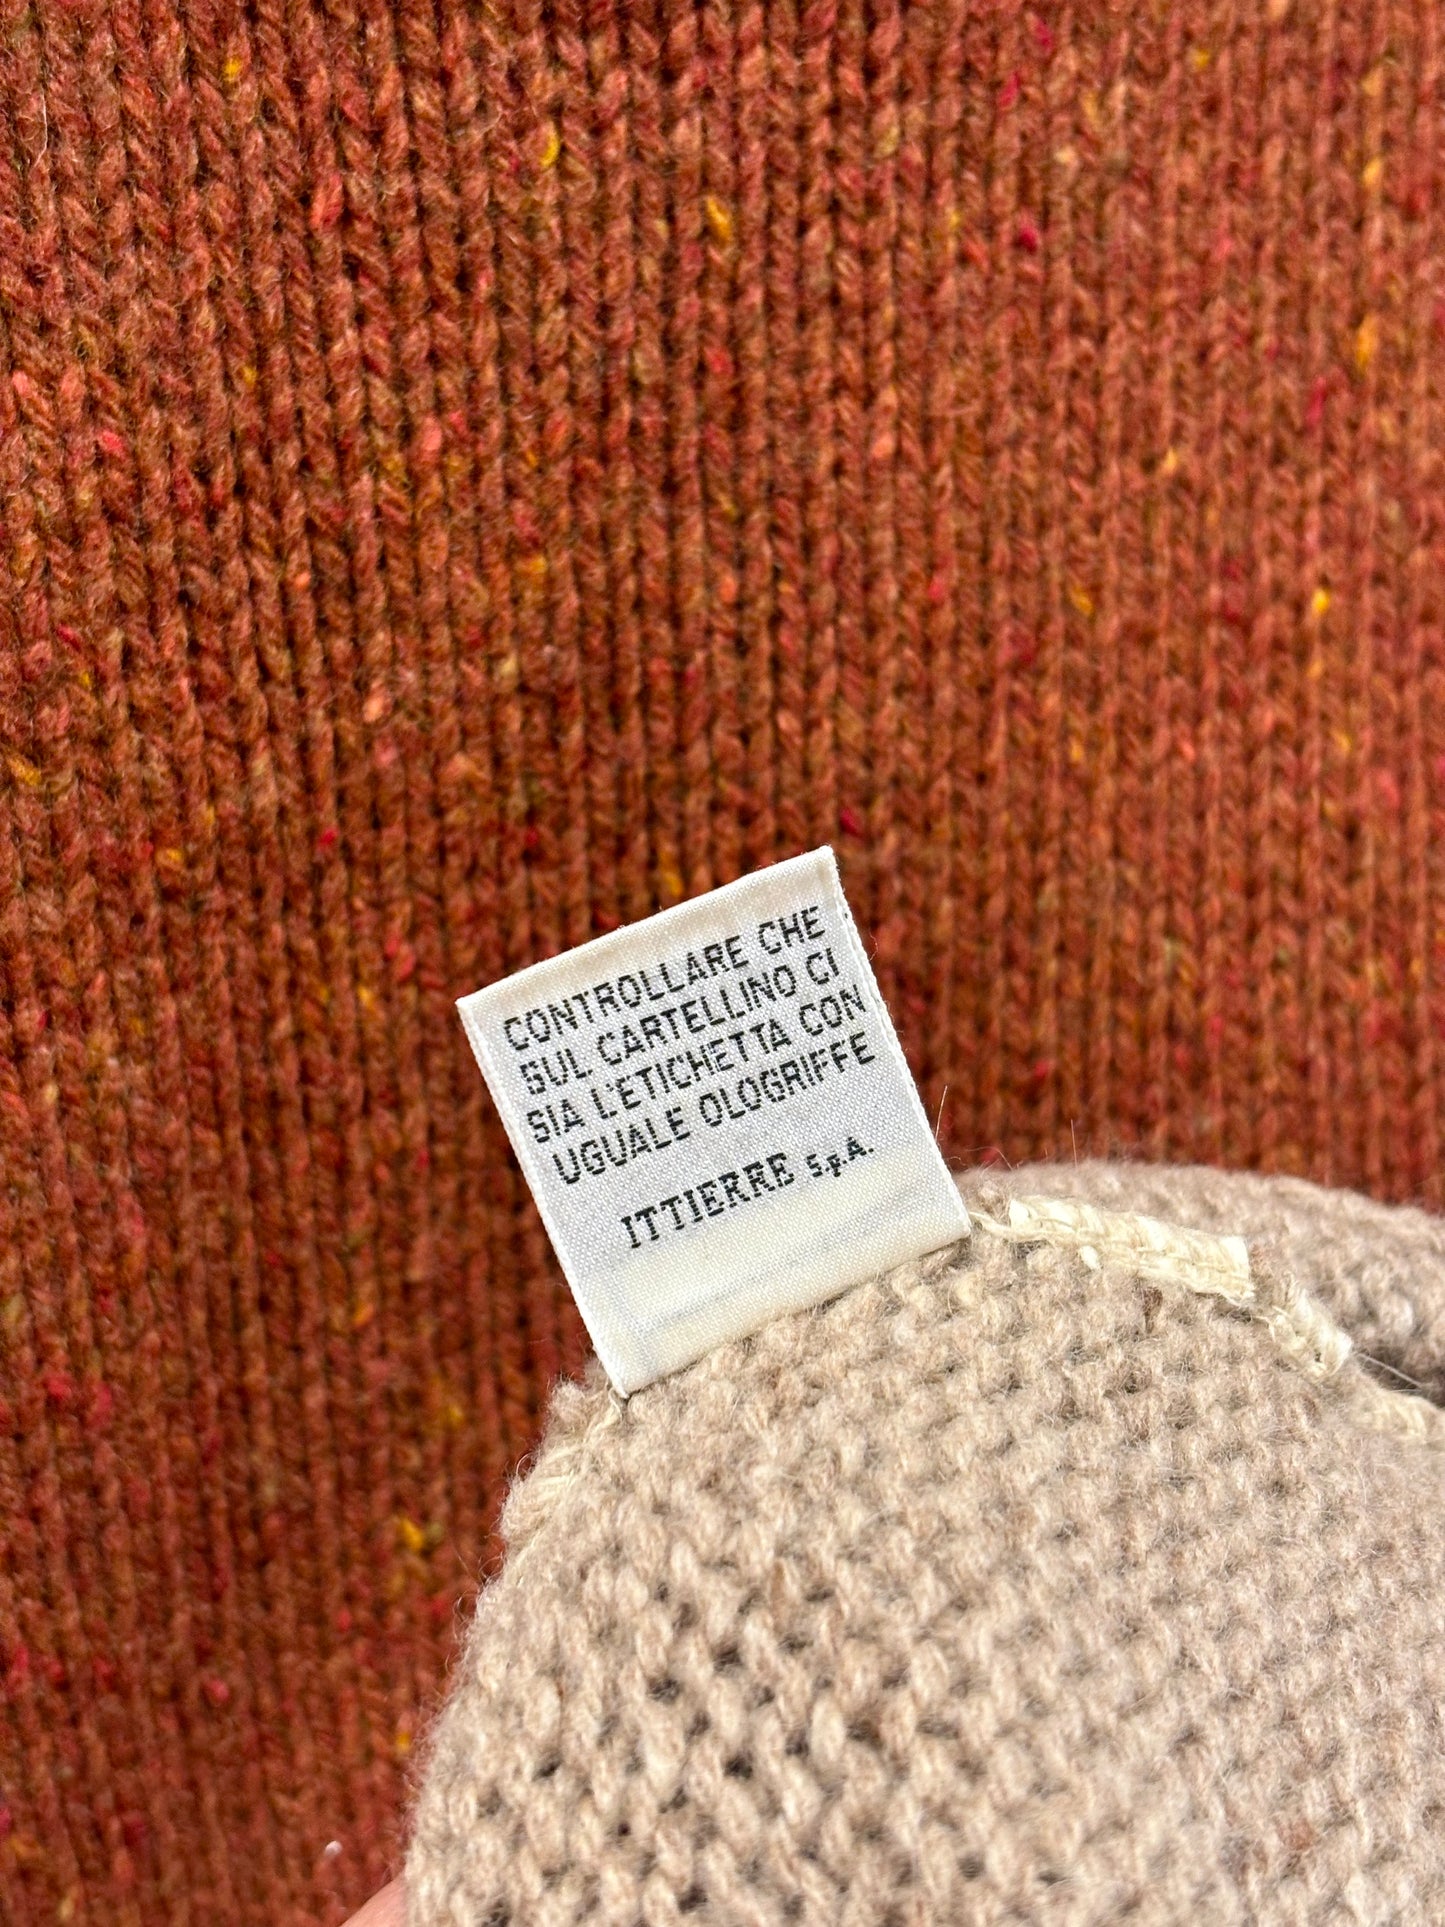 CONTROLLARE CHE
SUL CARTELLINO CI
SIA L'ETICHETTA CON
UGUALE OLOGRIFFE
ITTIERRE S.p.A.